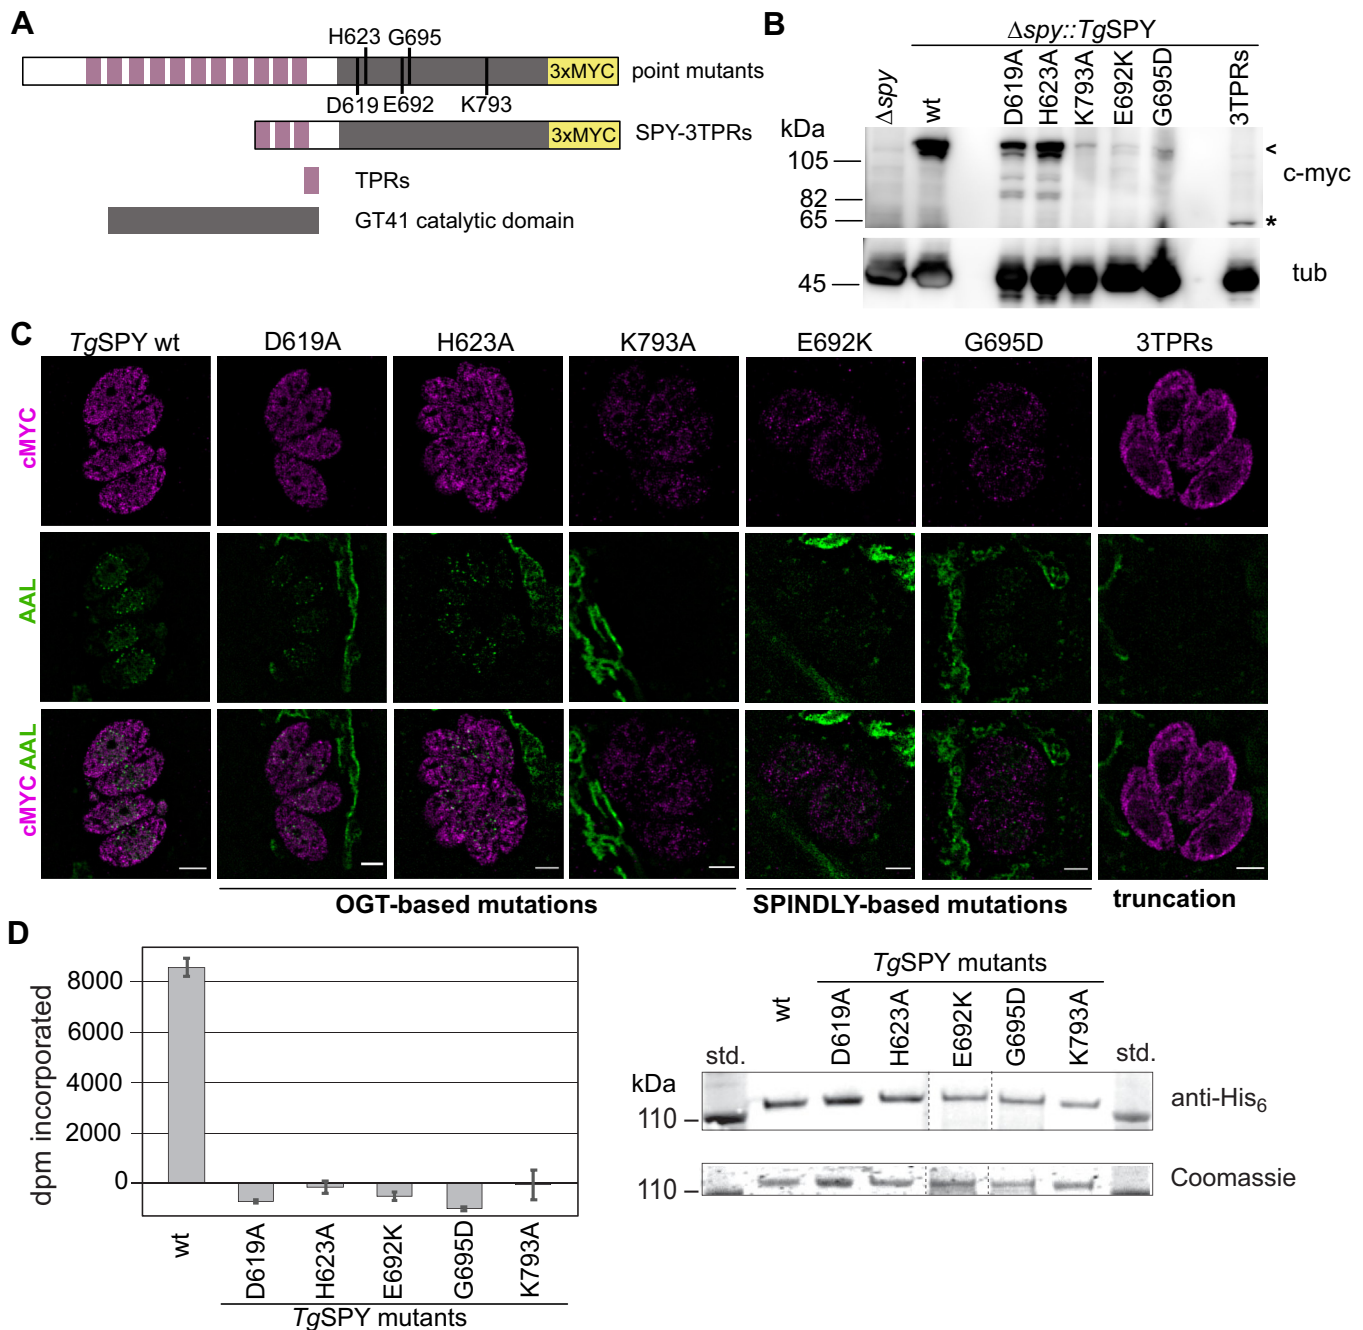 A
H623 G695
3xMYC point mutants
D619 E692 K793
3xMYC SPY-3TPRs
TPRs
GT41 catalytic domain
B
Δspy::TgSPY
Δspy wt D619A H623A K793A E692K G695D 3TPRs
kDa
105
<
c-myc
82
65
*
45
tub
C
TgSPY wt D619A H623A K793A E692K G695D 3TPRs
cMYC
AAL
cMYC AAL
OGT-based mutations SPINDLY-based mutations truncation
D
dpm incorporated
8000
6000
4000
2000
0
wt D619A H623A E692K G695D K793A
TgSPY mutants
TgSPY mutants
std. wt D619A H623A E692K G695D K793A std.
kDa
110
anti-His6
110
Coomassie